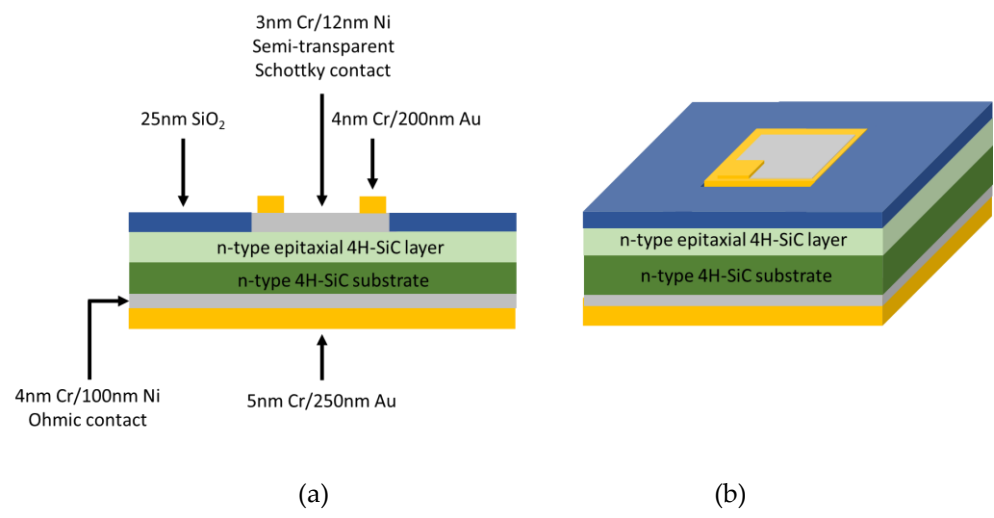 3nm Cr/12nm Ni
Semi-transparent
Schottky contact
25nm SiO₂
4nm Cr/200nm Au
n-type epitaxial 4H-SiC layer
n-type 4H-SiC substrate
4nm Cr/100nm Ni
Ohmic contact
5nm Cr/250nm Au
(a)
n-type epitaxial 4H-SiC layer
n-type 4H-SiC substrate
(b)